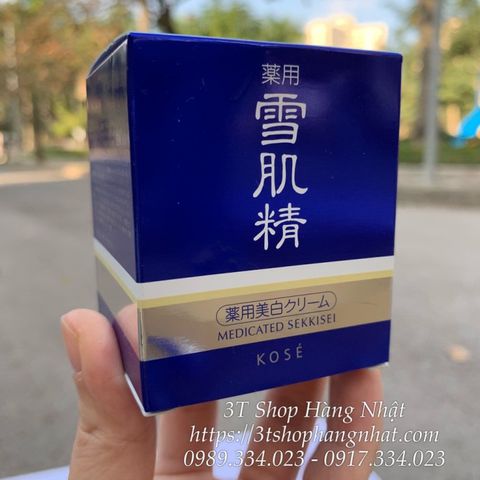 薬用
雪肌精
薬用美白クリーム
MEDICATED SEKKISEI
KOSÉ
3T Shop Hàng Nhật
https://3tshophangnhat.com
0989.334.023 - 0917.334.023